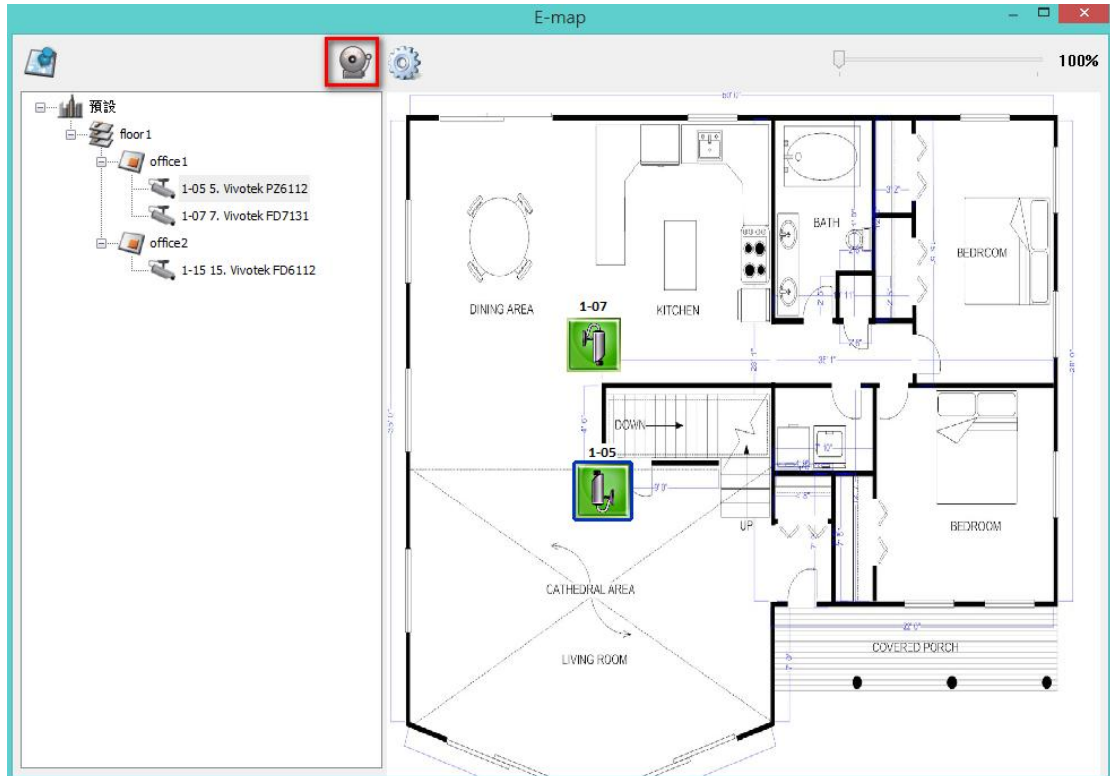 E-map
100%
預設
floor1
office1
1-05 5. Vivotek PZ6112
1-07 7. Vivotek FD7131
office2
1-15 15. Vivotek FD6112
BATH
BEDROOM
DINING AREA
1-07
KITCHEN
DOWN
1-05
UP
BEDROOM
CATHEDRAL AREA
COVERED PORCH
LIVING ROOM